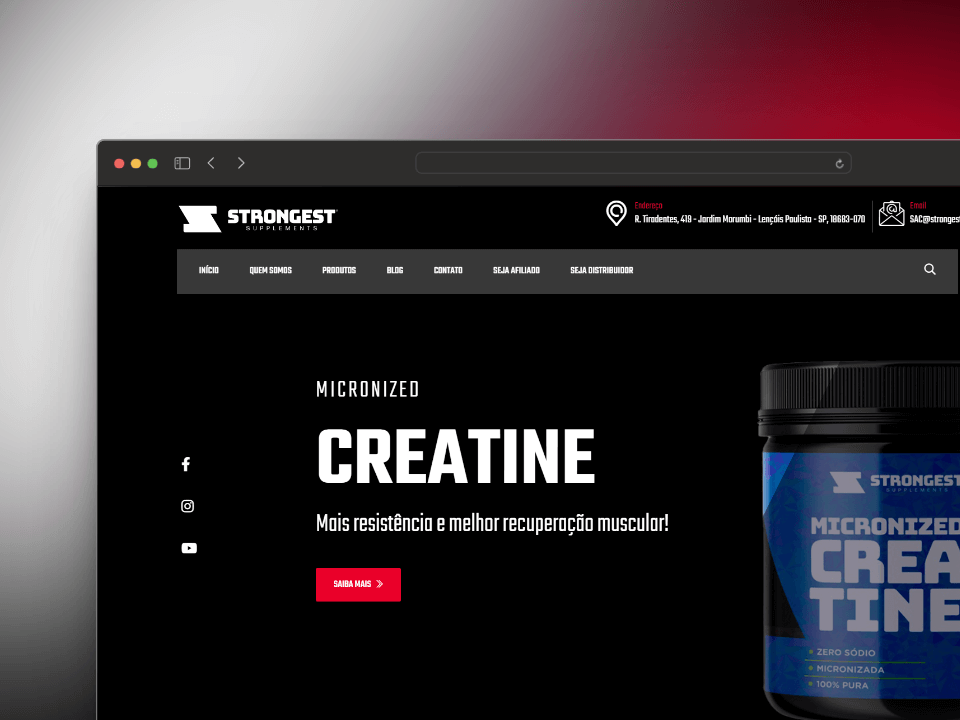 STRONGEST
SUPPLEMENTS
Endereço
R. Tiradentes, 419 - Jardim Morumbi - Lençóis Paulista - SP, 18683-070
Email
SAC@stronges
INÍCIO QUEM SOMOS PRODUTOS BLOG CONTATO SEJA AFILIADO SEJA DISTRIBUIDOR
MICRONIZED
CREATINE
Mais resistência e melhor recuperação muscular!
SAIBA MAIS
STRONGEST
SUPPLEMENTS
MICRONIZED
CREA
TINE
ZERO SÓDIO
MICRONIZADA
100% PURA